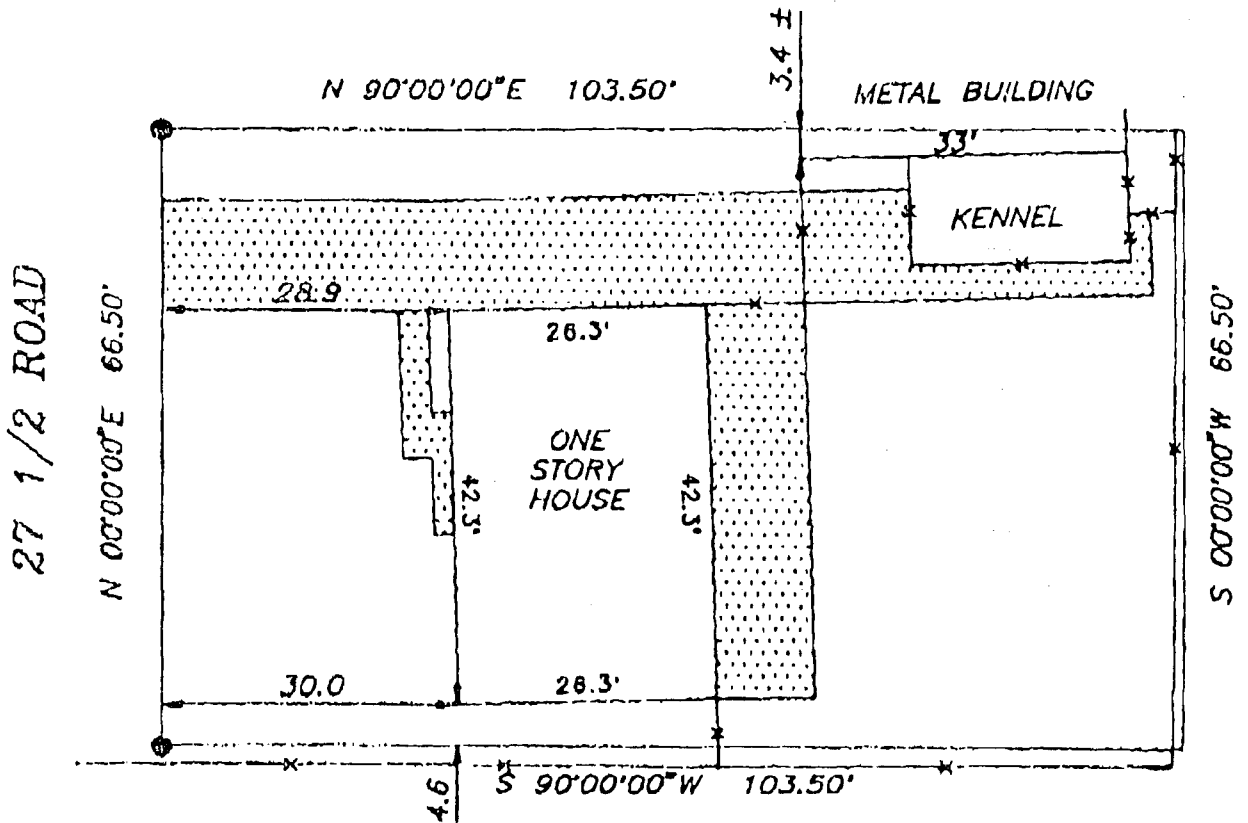 3.4 ±
N 90°00'00"E 103.50'
METAL BUILDING
33'
KENNEL
28.9
26.3'
27 1/2 ROAD
N 00°00'00"E 66.50'
S 00°00'00"W 66.50'
ONE
STORY
HOUSE
42.3'
42.3'
30.0
26.3'
4.6
S 90°00'00"W 103.50'